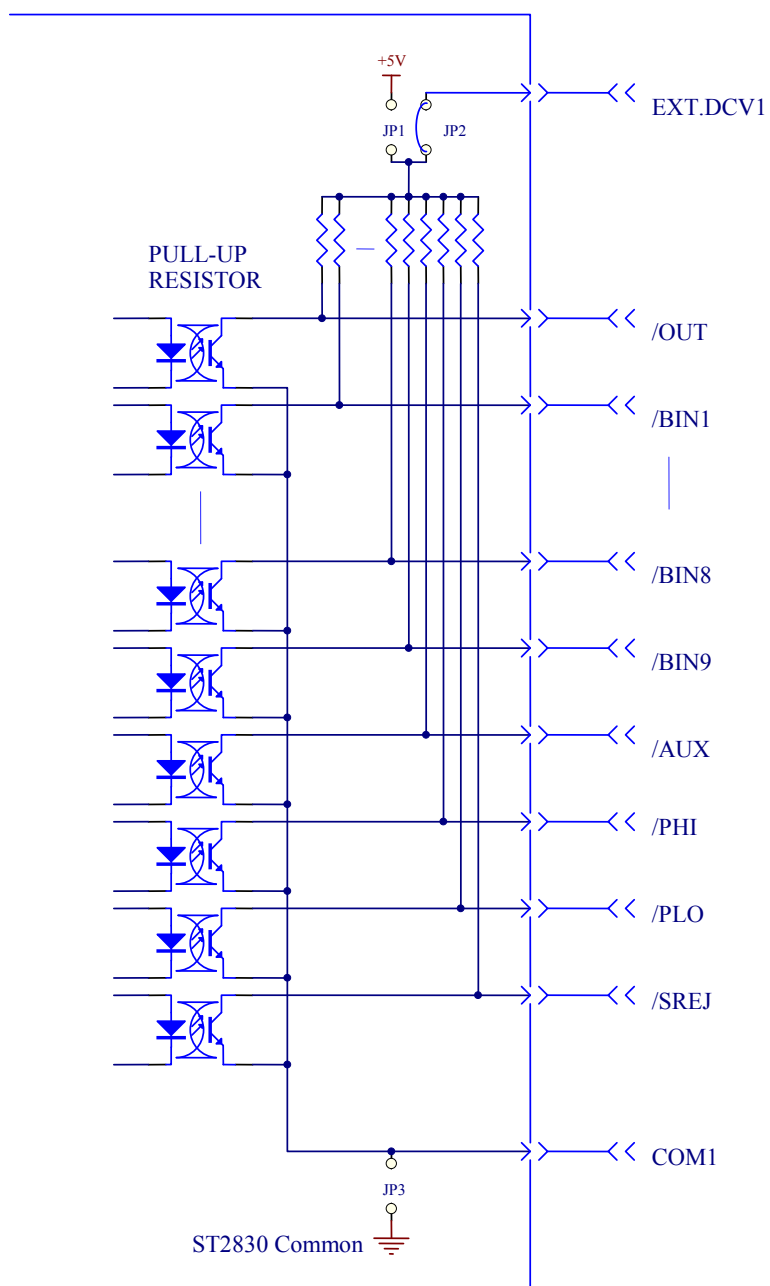 +5V
EXT.DCV1
JP1
JP2
PULL-UP
RESISTOR
/OUT
/BIN1
/BIN8
/BIN9
/AUX
/PHI
/PLO
/SREJ
COM1
JP3
ST2830 Common